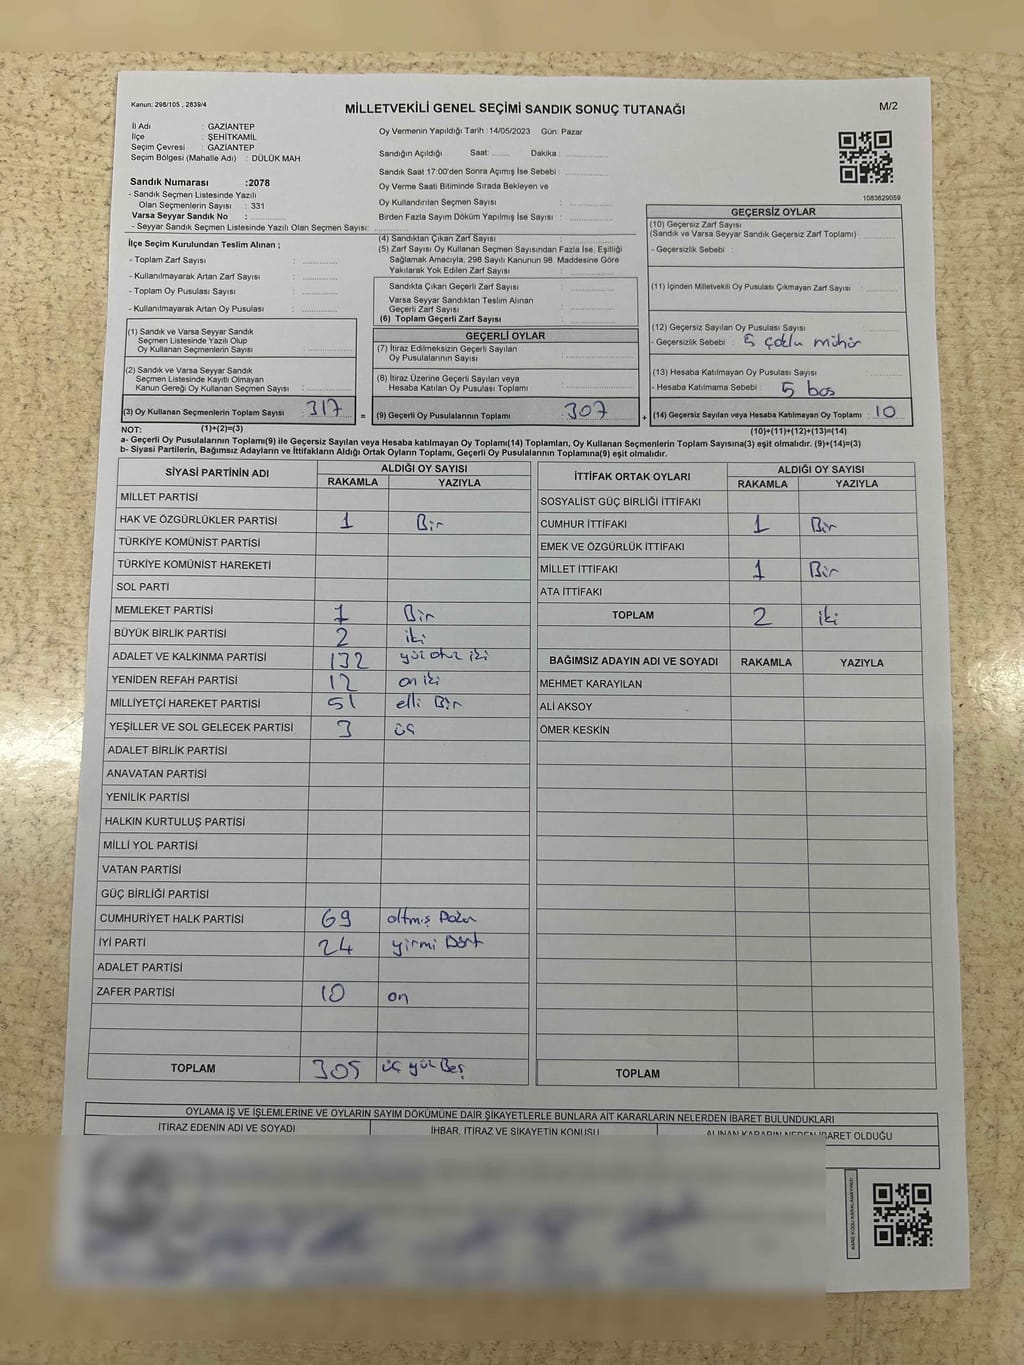 Kanun; 298/105 , 2839/4
MİLLETVEKİLİ GENEL SEÇİMİ SANDIK SONUÇ TUTANAĞI
M/2
İl Adı : GAZİANTEP
İlçe : ŞEHİTKAMİL
Seçim Çevresi : GAZİANTEP
Seçim Bölgesi (Mahalle Adı) : DÜLÜK MAH
Sandık Numarası :2078
- Sandık Seçmen Listesinde Yazılı
Olan Seçmenlerin Sayısı : 331
Varsa Seyyar Sandık No :
- Seyyar Sandık Seçmen Listesinde Yazılı Olan Seçmen Sayısı:
Oy Vermenin Yapıldığı Tarih :14/05/2023 Gün: Pazar
Sandığın Açıldığı Saat: Dakika :
Sandık Saat 17:00'den Sonra Açımış İse Sebebi :
Oy Verme Saati Bitiminde Sırada Bekleyen ve
Oy Kullandırılan Seçmen Sayısı :
Birden Fazla Sayım Döküm Yapılmış İse Sayısı :
1083629059
İlçe Seçim Kurulundan Teslim Alınan ;
- Toplam Zarf Sayısı :
- Kullanılmayarak Artan Zarf Sayısı :
- Toplam Oy Pusulası Sayısı :
- Kullanılmayarak Artan Oy Pusulası :
(4) Sandıktan Çıkan Zarf Sayısı :
(5) Zarf Sayısı Oy Kullanan Seçmen Sayısından Fazla İse, Eşitliği
Sağlamak Amacıyla, 298 Sayılı Kanunun 98. Maddesine Göre
Yakılarak Yok Edilen Zarf Sayısı :
Sandıkta Çıkan Geçerli Zarf Sayısı :
Varsa Seyyar Sandıktan Teslim Alınan
Geçerli Zarf Sayısı :
(6) Toplam Geçerli Zarf Sayısı :
GEÇERSİZ OYLAR
(10) Geçersiz Zarf Sayısı
(Sandık ve Varsa Seyyar Sandık Geçersiz Zarf Toplamı) :
- Geçersizlik Sebebi :
(11) İçinden Milletvekili Oy Pusulası Çıkmayan Zarf Sayısı :
(12) Geçersiz Sayılan Oy Pusulası Sayısı :
- Geçersizlik Sebebi : 5 çoklu mühür
(13) Hesaba Katılmayan Oy Pusulası Sayısı :
- Hesaba Katılmama Sebebi : 5 boş
(14) Geçersiz Sayılan veya Hesaba Katılmayan Oy Toplamı : 10
(10)+(11)+(12)+(13)=(14)
(1) Sandık ve Varsa Seyyar Sandık
Seçmen Listesinde Yazılı Olup
Oy Kullanan Seçmenlerin Sayısı :
(2) Sandık ve Varsa Seyyar Sandık
Seçmen Listesinde Kayıtlı Olmayan
Kanun Gereği Oy Kullanan Seçmen Sayısı :
(3) Oy Kullanan Seçmenlerin Toplam Sayısı : 317 =
(1)+(2)=(3)
GEÇERLİ OYLAR
(7) İtiraz Edilmeksizin Geçerli Sayılan
Oy Pusulalarının Sayısı :
(8) İtiraz Üzerine Geçerli Sayılan veya
Hesaba Katılan Oy Pusulası Toplamı :
(9) Geçerli Oy Pusulalarının Toplamı : 307 +
NOT:
a- Geçerli Oy Pusulalarının Toplamı(9) ile Geçersiz Sayılan veya Hesaba katılmayan Oy Toplamı(14) Toplamları, Oy Kullanan Seçmenlerin Toplam Sayısına(3) eşit olmalıdır. (9)+(14)=(3)
b- Siyasi Partilerin, Bağımsız Adayların ve İttifakların Aldığı Ortak Oyların Toplamı, Geçerli Oy Pusulalarının Toplamına(9) eşit olmalıdır.
SİYASİ PARTİNİN ADI ALDIĞI OY SAYISI
RAKAMLA YAZIYLA
MİLLET PARTİSİ
HAK VE ÖZGÜRLÜKLER PARTİSİ 1 Bir
TÜRKİYE KOMÜNİST PARTİSİ
TÜRKİYE KOMÜNİST HAREKETİ
SOL PARTİ
MEMLEKET PARTİSİ 1 Bir
BÜYÜK BİRLİK PARTİSİ 2 iki
ADALET VE KALKINMA PARTİSİ 132 yüz otuz iki
YENİDEN REFAH PARTİSİ 12 on iki
MİLLİYETÇİ HAREKET PARTİSİ 51 elli Bir
YEŞİLLER VE SOL GELECEK PARTİSİ 3 üç
ADALET BİRLİK PARTİSİ
ANAVATAN PARTİSİ
YENİLİK PARTİSİ
HALKIN KURTULUŞ PARTİSİ
MİLLİ YOL PARTİSİ
VATAN PARTİSİ
GÜÇ BİRLİĞİ PARTİSİ
CUMHURİYET HALK PARTİSİ 69 altmış Dokuz
İYİ PARTİ 24 yirmi Dört
ADALET PARTİSİ
ZAFER PARTİSİ 10 on
TOPLAM 305 üç yüz Beş
İTTİFAK ORTAK OYLARI ALDIĞI OY SAYISI
RAKAMLA YAZIYLA
SOSYALİST GÜÇ BİRLİĞİ İTTİFAKI
CUMHUR İTTİFAKI 1 Bir
EMEK VE ÖZGÜRLÜK İTTİFAKI
MİLLET İTTİFAKI 1 Bir
ATA İTTİFAKI
TOPLAM 2 iki
BAĞIMSIZ ADAYIN ADI VE SOYADI RAKAMLA YAZIYLA
MEHMET KARAYILAN
ALİ AKSOY
ÖMER KESKİN
TOPLAM
OYLAMA İŞ VE İŞLEMLERİNE VE OYLARIN SAYIM DÖKÜMÜNE DAİR ŞİKAYETLERLE BUNLARA AİT KARARLARIN NELERDEN İBARET BULUNDUKLARI
İTİRAZ EDENİN ADI VE SOYADI İHBAR, İTİRAZ VE ŞİKAYETİN KONUSU ALINAN KARARIN NEDEN İBARET OLDUĞU